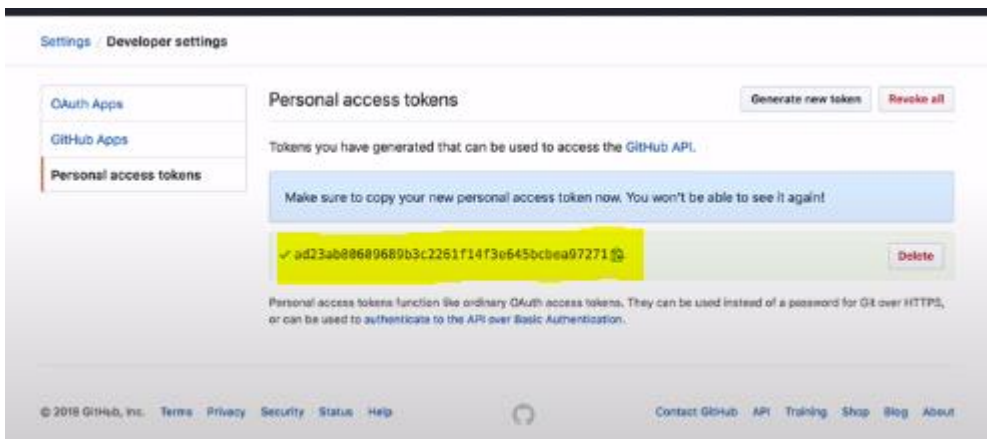 Settings / Developer settings
OAuth Apps
GitHub Apps
Personal access tokens
Personal access tokens
Generate new token
Revoke all
Tokens you have generated that can be used to access the GitHub API.
Make sure to copy your new personal access token now. You won't be able to see it again!
Delete
Personal access tokens function like ordinary OAuth access tokens. They can be used instead of a password for Git over HTTPS,
or can be used to authenticate to the API over Basic Authentication.
© 2018 GitHub, Inc. Terms Privacy Security Status Help
Contact GitHub API Training Shop Blog About